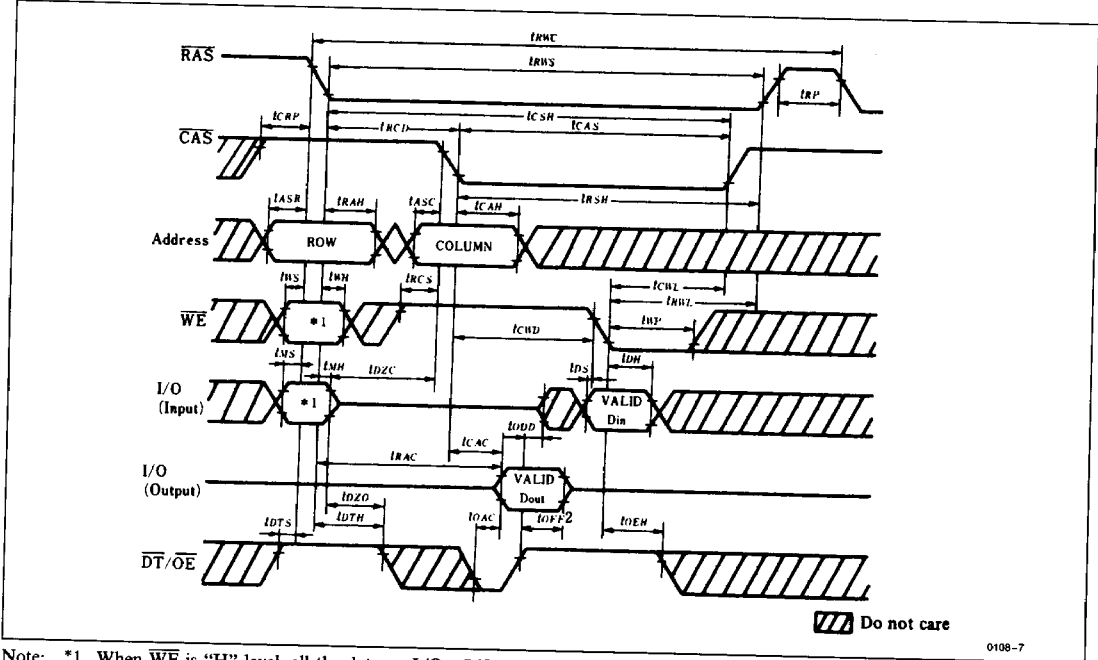 tRWC
RAS
tRWS
tRP
tCSH
tCRP
tRCD
tCAS
CAS
tRSH
tASR
tRAH
tASC
tCAH
Address
ROW
COLUMN
tWS
tWH
tRCS
tCWL
tRWL
WE
*1
tCWD
tWP
tMS
tMH
tDZC
tDS
tDH
I/O
(Input)
*1
VALID
Din
tODD
tCAC
tRAC
I/O
(Output)
VALID
Dout
tDZO
tDTS
tDTH
tOAC
tOFF2
tOEH
DT/OE
Do not care
0108-7
Note: *1. When WE is "H" level, all the data on I/O